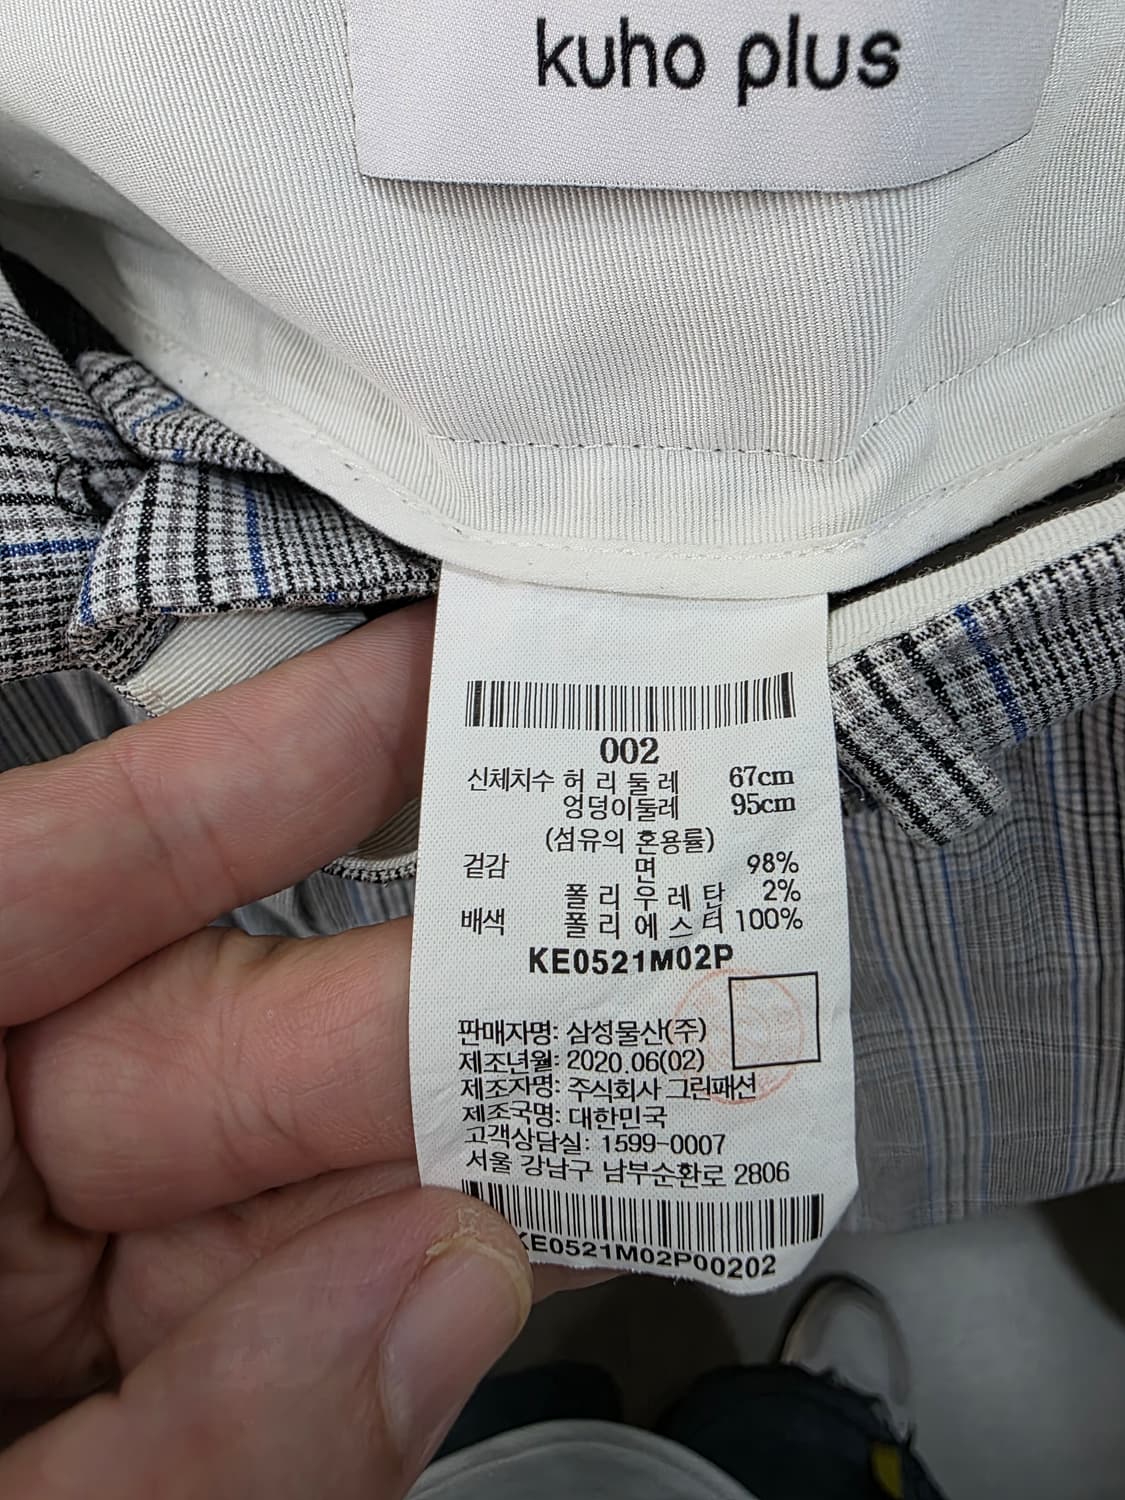 kuho plus
002
신체치수 허 리 둘 레 67cm
엉덩이둘레 95cm
(섬유의 혼용률)
겉감 면 98%
폴 리 우 레 탄 2%
배색 폴 리 에 스 터 100%
KE0521M02P
판매자명: 삼성물산(주)
제조년월: 2020.06(02)
제조자명: 주식회사 그린패션
제조국명: 대한민국
고객상담실: 1599-0007
서울 강남구 남부순환로 2806
KE0521M02P00202